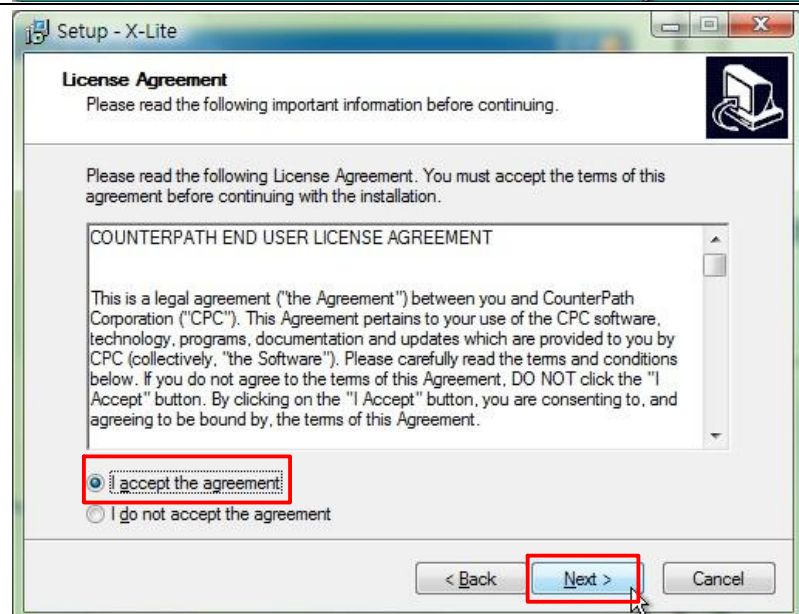 Setup - X-Lite
License Agreement
Please read the following important information before continuing.
Please read the following License Agreement. You must accept the terms of this
agreement before continuing with the installation.
COUNTERPATH END USER LICENSE AGREEMENT
This is a legal agreement ("the Agreement") between you and CounterPath
Corporation ("CPC"). This Agreement pertains to your use of the CPC software,
technology, programs, documentation and updates which are provided to you by
CPC (collectively, "the Software"). Please carefully read the terms and conditions
below. If you do not agree to the terms of this Agreement, DO NOT click the "I
Accept" button. By clicking on the "I Accept" button, you are consenting to, and
agreeing to be bound by, the terms of this Agreement.
I accept the agreement
I do not accept the agreement
< Back
Next >
Cancel